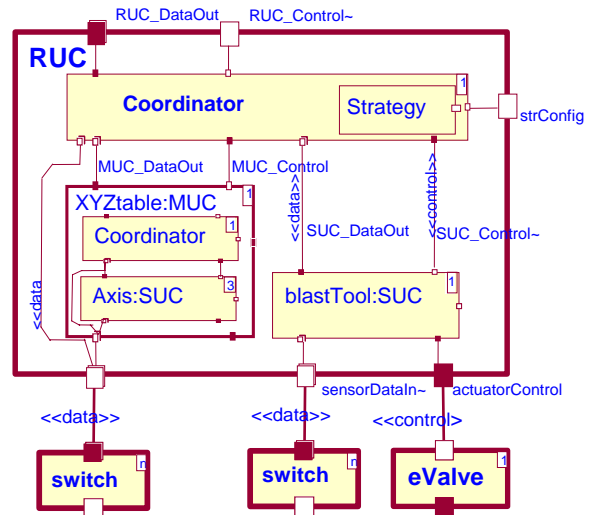 RUC_DataOut
RUC_Control~
RUC
1
Coordinator
Strategy
strConfig
MUC_DataOut
MUC_Control
<<data>>
<<control>>
XYZtable:MUC
1
Coordinator
1
SUC_DataOut
SUC_Control~
Axis:SUC
3
blastTool:SUC
1
<<data
sensorDataIn~
actuatorControl
<<data>>
<<data>>
<<control>
switch
n
switch
n
eValve
1